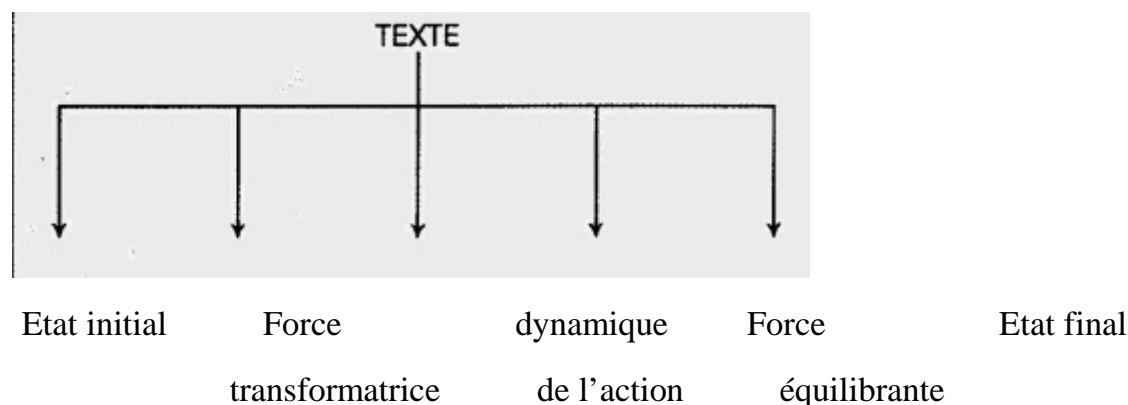 TEXTE
Etat initial Force dynamique Force Etat final
transformatrice de l’action équilibrante